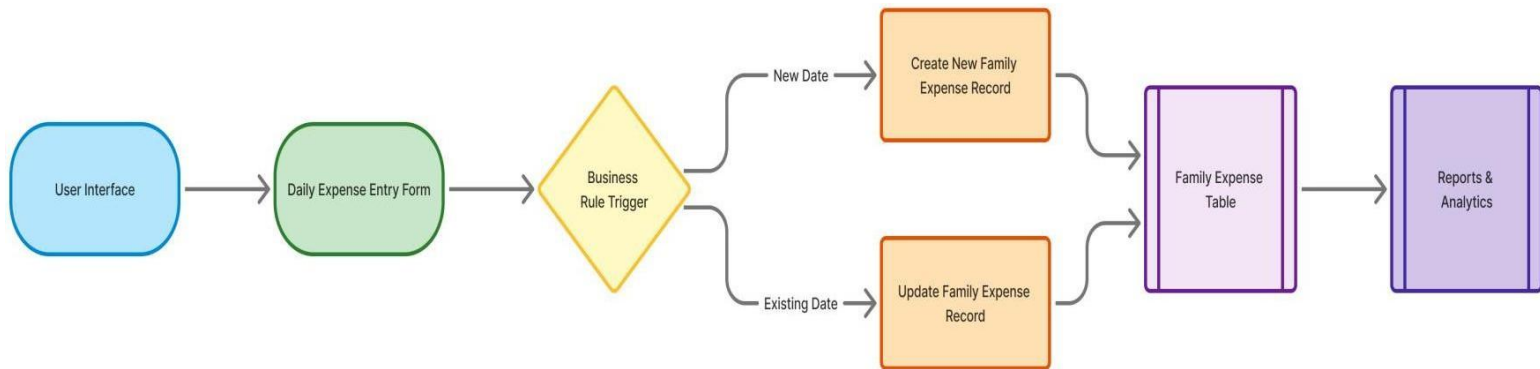 User Interface
Daily Expense Entry Form
Business
Rule Trigger
New Date
Existing Date
Create New Family
Expense Record
Update Family Expense
Record
Family Expense
Table
Reports &
Analytics